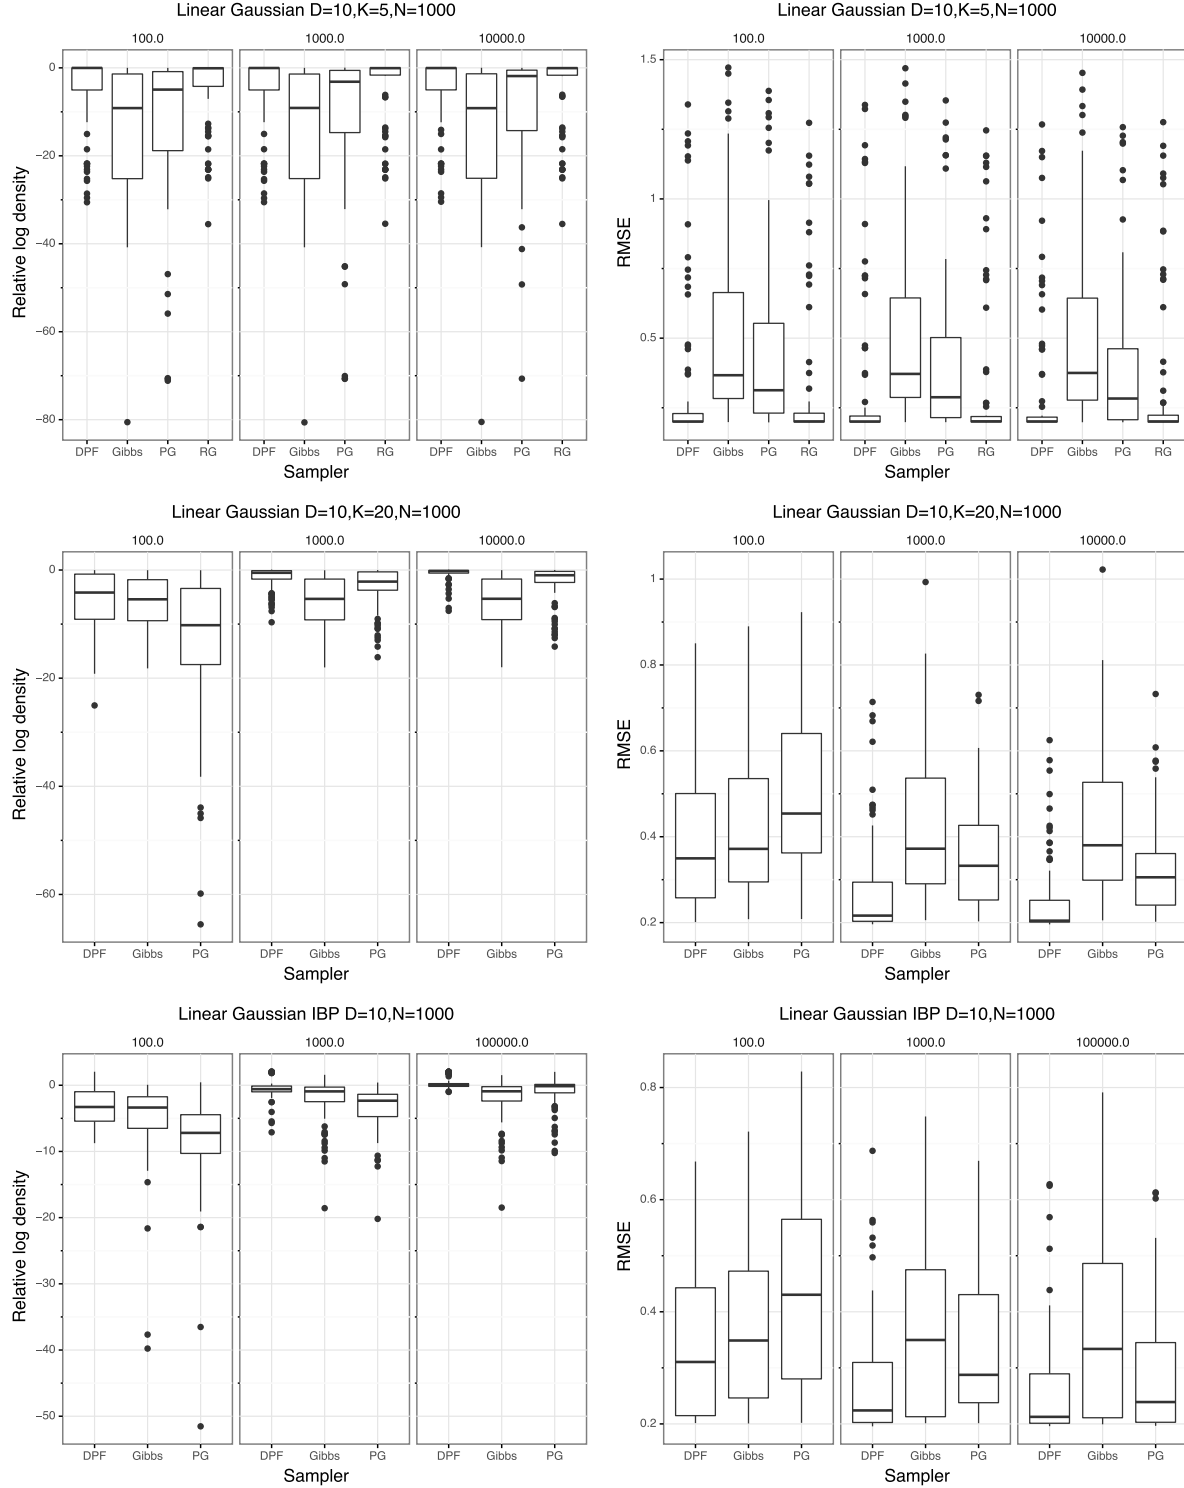 Linear Gaussian D=10,K=5,N=1000
100.0 1000.0 10000.0
0
−20
−40
−60
−80
Relative log density
DPF Gibbs PG RG DPF Gibbs PG RG DPF Gibbs PG RG
Sampler
Linear Gaussian D=10,K=5,N=1000
100.0 1000.0 10000.0
1.5
1
0.5
RMSE
DPF Gibbs PG RG DPF Gibbs PG RG DPF Gibbs PG RG
Sampler
Linear Gaussian D=10,K=20,N=1000
100.0 1000.0 10000.0
0
−20
−40
−60
Relative log density
DPF Gibbs PG DPF Gibbs PG DPF Gibbs PG
Sampler
Linear Gaussian D=10,K=20,N=1000
100.0 1000.0 10000.0
1
0.8
0.6
0.4
0.2
RMSE
DPF Gibbs PG DPF Gibbs PG DPF Gibbs PG
Sampler
Linear Gaussian IBP D=10,N=1000
100.0 1000.0 100000.0
0
−10
−20
−30
−40
−50
Relative log density
DPF Gibbs PG DPF Gibbs PG DPF Gibbs PG
Sampler
Linear Gaussian IBP D=10,N=1000
100.0 1000.0 100000.0
0.8
0.6
0.4
0.2
RMSE
DPF Gibbs PG DPF Gibbs PG DPF Gibbs PG
Sampler